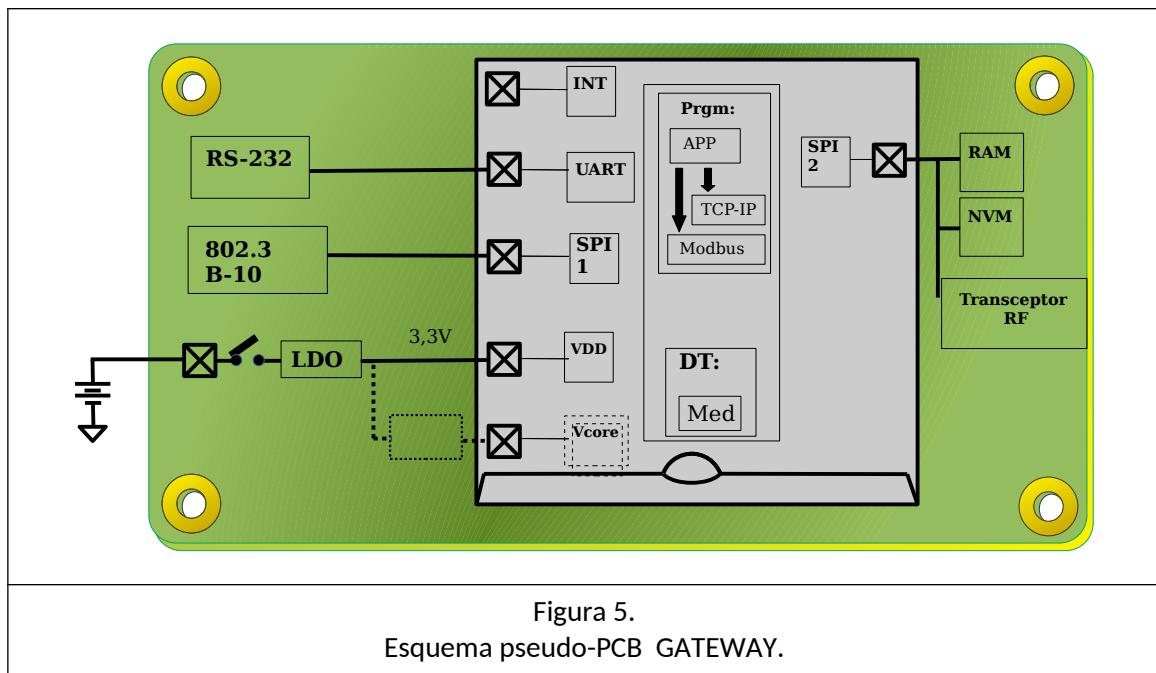 INT
RS-232
UART
802.3
B-10
SPI
1
3,3V
LDO
VDD
Vcore
Prgm:
APP
TCP-IP
Modbus
DT:
Med
SPI
2
RAM
NVM
Transceptor
RF
Figura 5.
Esquema pseudo-PCB GATEWAY.